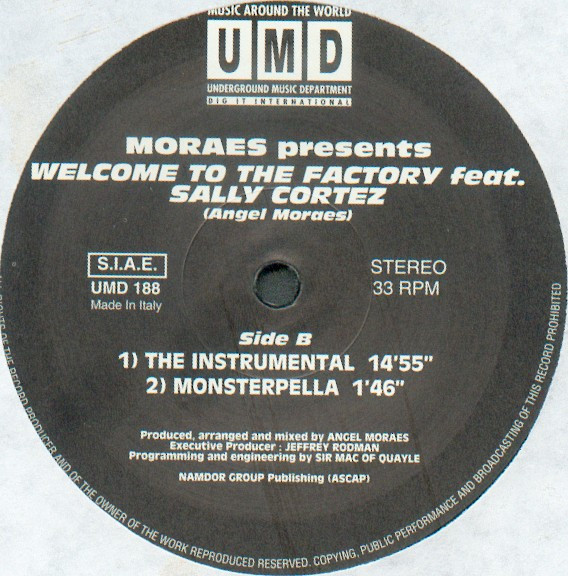 MUSIC AROUND THE WORLD
UMD
UNDERGROUND MUSIC DEPARTMENT
DIG IT INTERNATIONAL
MORAES presents
WELCOME TO THE FACTORY feat.
SALLY CORTEZ
(Angel Moraes)
S.I.A.E.
UMD 188
Made In Italy
STEREO
33 RPM
Side B
1) THE INSTRUMENTAL 14'55"
2) MONSTERPELLA 1'46"
Produced, arranged and mixed by ANGEL MORAES
Executive Producer : JEFFREY RODMAN
Programming and engineering by SIR MAC OF QUAYLE
NAMDOR GROUP Publishing (ASCAP)
OF THE RECORD PRODUCER AND OF THE OWNER OF THE WORK REPRODUCED RESERVED. COPYING, PUBLIC PERFORMANCE AND BROADCASTING OF THIS RECORD PROHIBITED